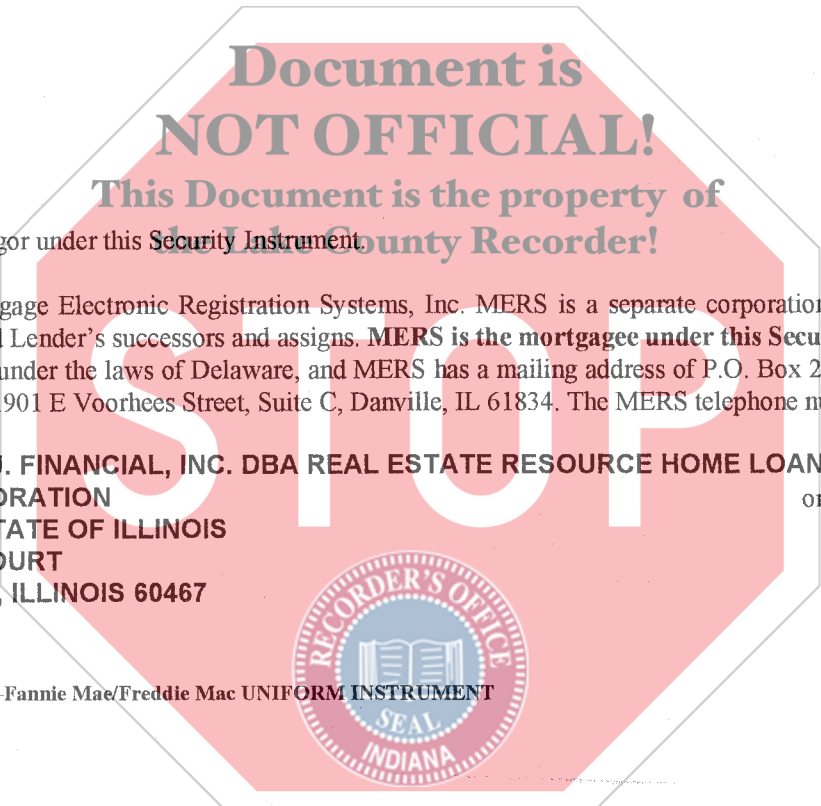 Document is
NOT OFFICIAL!
This Document is the property of
the Lake County Recorder!
gor under this Security Instrument.
gage Electronic Registration Systems, Inc. MERS is a separate corporation
Lender's successors and assigns. MERS is the mortgagee under this Secu
under the laws of Delaware, and MERS has a mailing address of P.O. Box 2
901 E Voorhees Street, Suite C, Danville, IL 61834. The MERS telephone nu
STOP
J. FINANCIAL, INC. DBA REAL ESTATE RESOURCE HOME LOAN
ORATION or
TATE OF ILLINOIS
OURT
, ILLINOIS 60467
RECORDER'S OFFICE
SEAL
INDIANA
-Fannie Mae/Freddie Mac UNIFORM INSTRUMENT